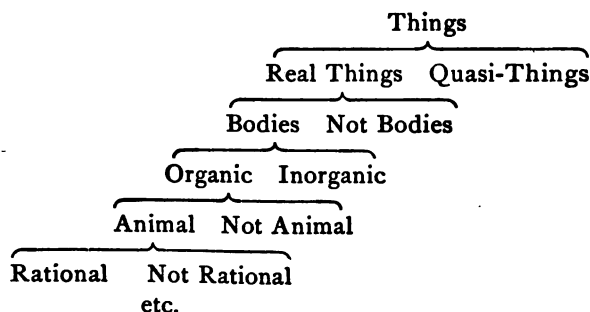 Things
Real Things Quasi-Things
Bodies Not Bodies
Organic Inorganic
Animal Not Animal
Rational Not Rational
etc.